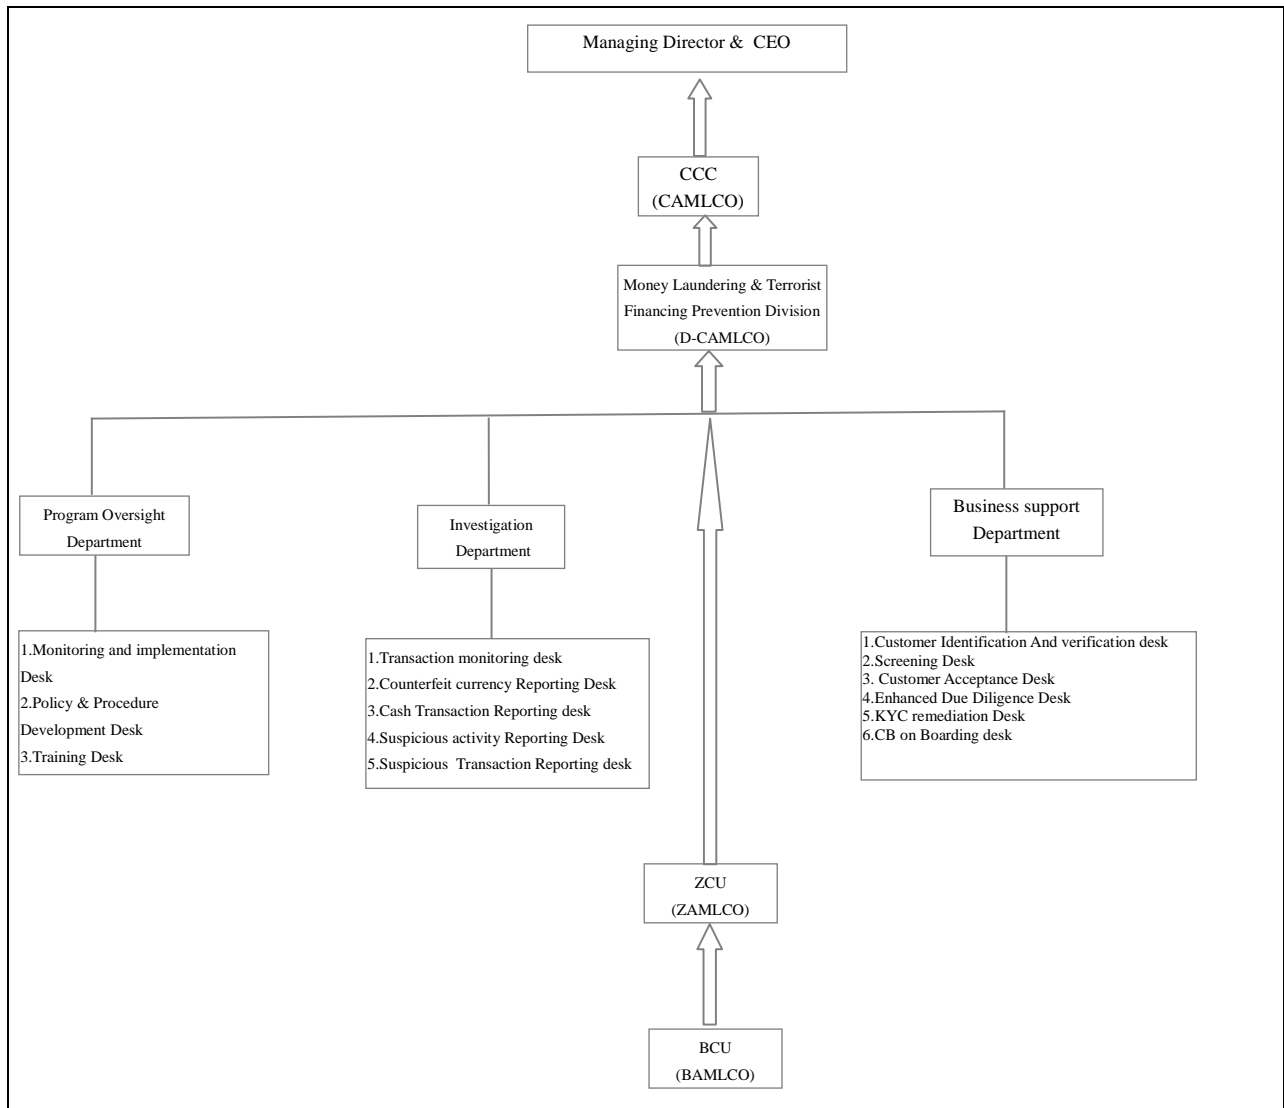 Managing Director & CEO
CCC
(CAMLCO)
Money Laundering & Terrorist
Financing Prevention Division
(D-CAMLCO)
Program Oversight
Department
Investigation
Department
Business support
Department
1.Monitoring and implementation
Desk
2.Policy & Procedure
Development Desk
3.Training Desk
1.Transaction monitoring desk
2.Counterfeit currency Reporting Desk
3.Cash Transaction Reporting desk
4.Suspicious activity Reporting Desk
5.Suspicious Transaction Reporting desk
1.Customer Identification And verification desk
2.Screening Desk
3. Customer Acceptance Desk
4.Enhanced Due Diligence Desk
5.KYC remediation Desk
6.CB on Boarding desk
ZCU
(ZAMLCO)
BCU
(BAMLCO)